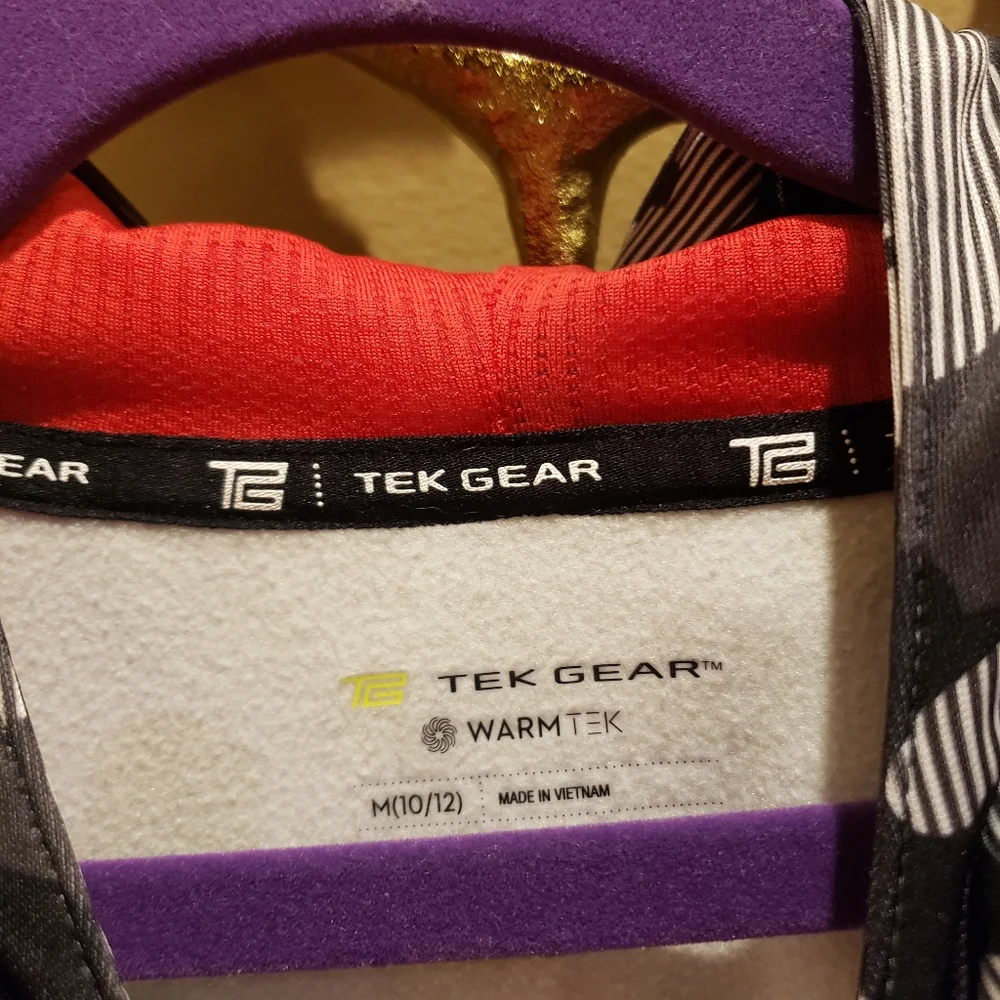 EAR TG TEK GEAR TG
TG TEK GEAR™
WARMTEK
M(10/12) MADE IN VIETNAM